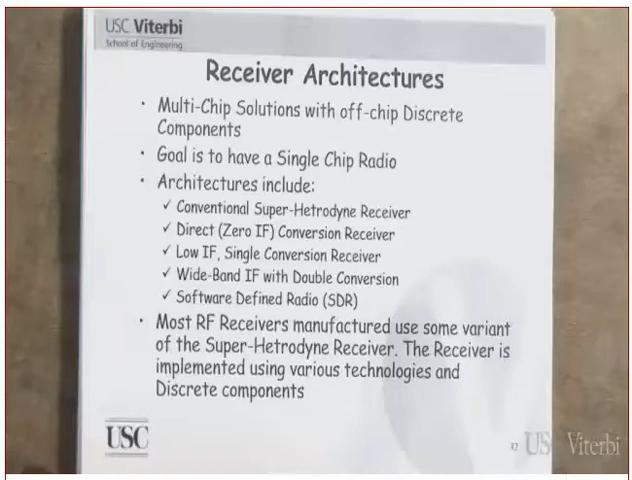 USC Viterbi
School of Engineering
Receiver Architectures
• Multi-Chip Solutions with off-chip Discrete
Components
• Goal is to have a Single Chip Radio
• Architectures include:
✓ Conventional Super-Hetrodyne Receiver
✓ Direct (Zero IF) Conversion Receiver
✓ Low IF, Single Conversion Receiver
✓ Wide-Band IF with Double Conversion
✓ Software Defined Radio (SDR)
• Most RF Receivers manufactured use some variant
of the Super-Hetrodyne Receiver. The Receiver is
implemented using various technologies and
Discrete components
USC
USC Viterbi